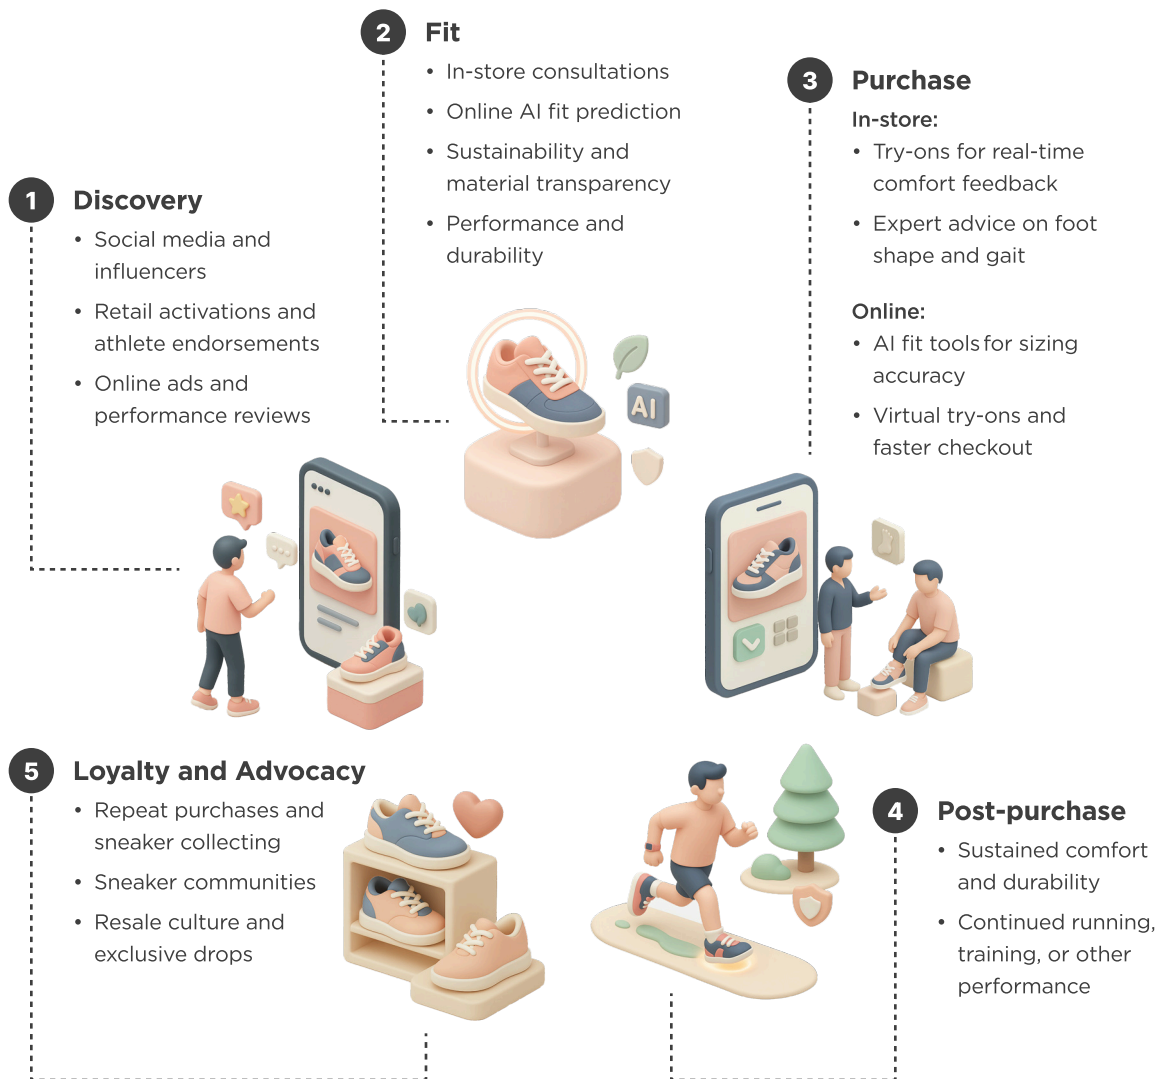 1
Discovery
• Social media and
influencers
• Retail activations and
athlete endorsements
• Online ads and
performance reviews
2
Fit
• In-store consultations
• Online AI fit prediction
• Sustainability and
material transparency
• Performance and
durability
AI
3
Purchase
In-store:
• Try-ons for real-time
comfort feedback
• Expert advice on foot
shape and gait
Online:
• AI fit tools for sizing
accuracy
• Virtual try-ons and
faster checkout
4
Post-purchase
• Sustained comfort
and durability
• Continued running,
training, or other
performance
5
Loyalty and Advocacy
• Repeat purchases and
sneaker collecting
• Sneaker communities
• Resale culture and
exclusive drops